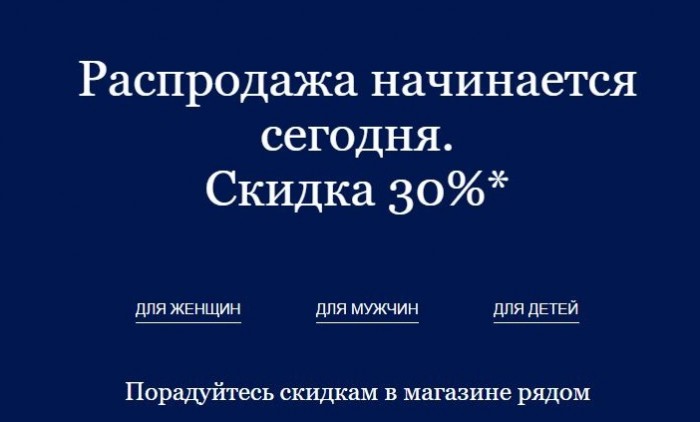 Распродажа начинается
сегодня.
Скидка 30%*
ДЛЯ ЖЕНЩИН ДЛЯ МУЖЧИН ДЛЯ ДЕТЕЙ
Порадуйтесь скидкам в магазине рядом